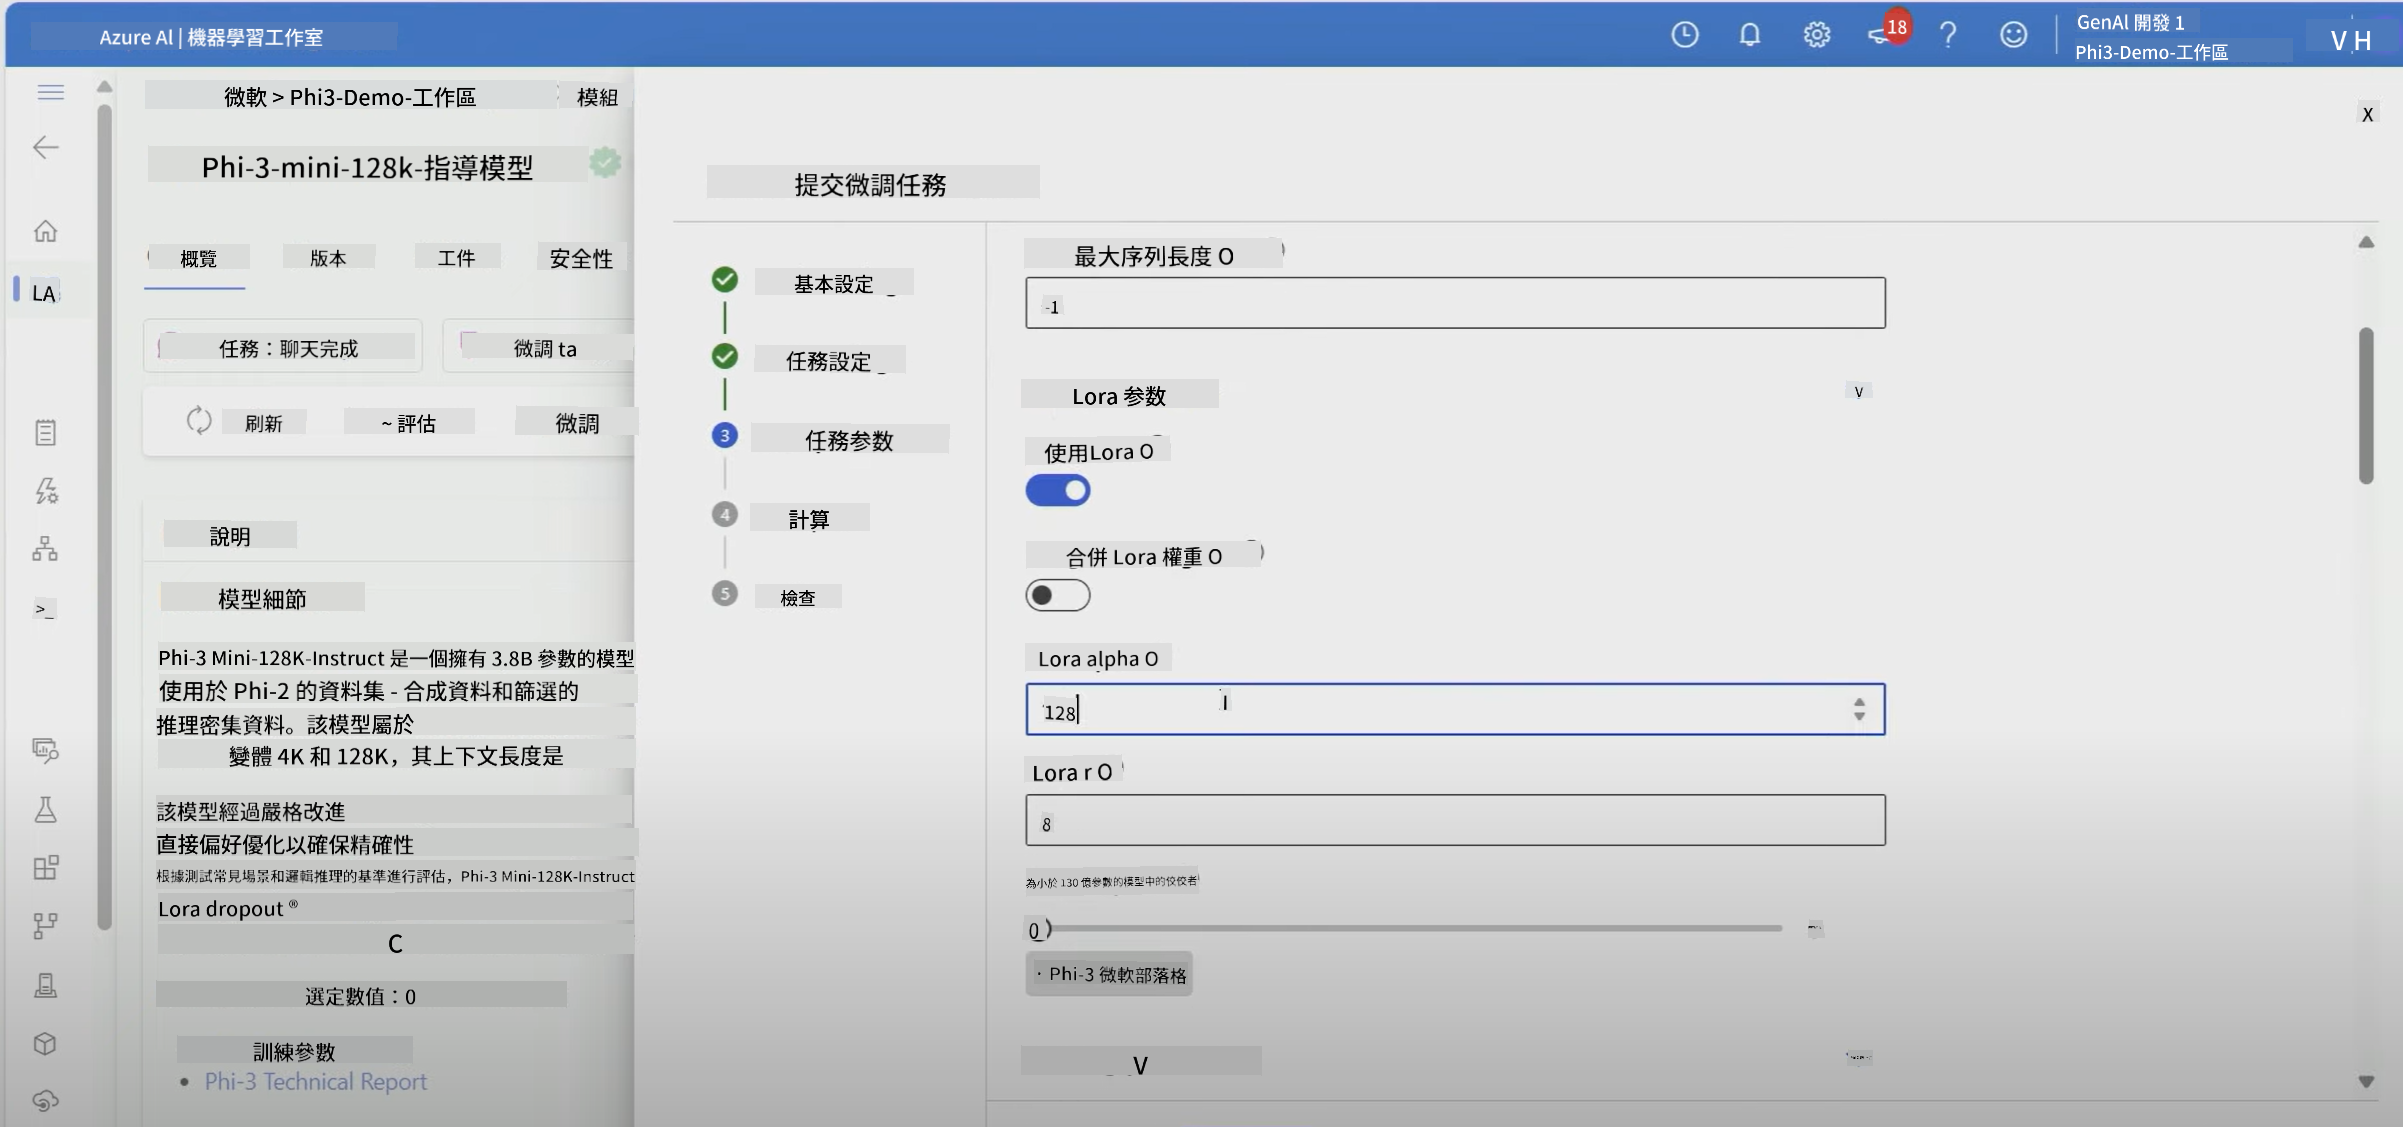 Azure Al | 機器學習工作室
18
GenAl 開發 1
Phi3-Demo-工作區
V H
微軟 > Phi3-Demo-工作區
模組
X
Phi-3-mini-128k-指導模型
提交微調任務
概覽
版本
工件
安全性
LA
任務：聊天完成
微調 ta
刷新
~ 評估
微調
說明
模型細節
Phi-3 Mini-128K-Instruct 是一個擁有 3.8B 參數的模型
使用於 Phi-2 的資料集 - 合成資料和篩選的
推理密集資料。該模型屬於
變體 4K 和 128K，其上下文長度是
該模型經過嚴格改進
直接偏好優化以確保精確性
根據測試常見場景和邏輯推理的基準進行評估，Phi-3 Mini-128K-Instruct
Lora dropout ®
C
選定數值：0
訓練參數
• Phi-3 Technical Report
>_
基本設定
任務設定
3 任務参数
4 計算
5 檢查
最大序列長度 O
-1
Lora 参数
V
使用Lora O
合併 Lora 權重 O
Lora alpha O
128
Lora r O
8
為小於 130 億參數的模型中的佼佼者
0
· Phi-3 微軟部落格
V